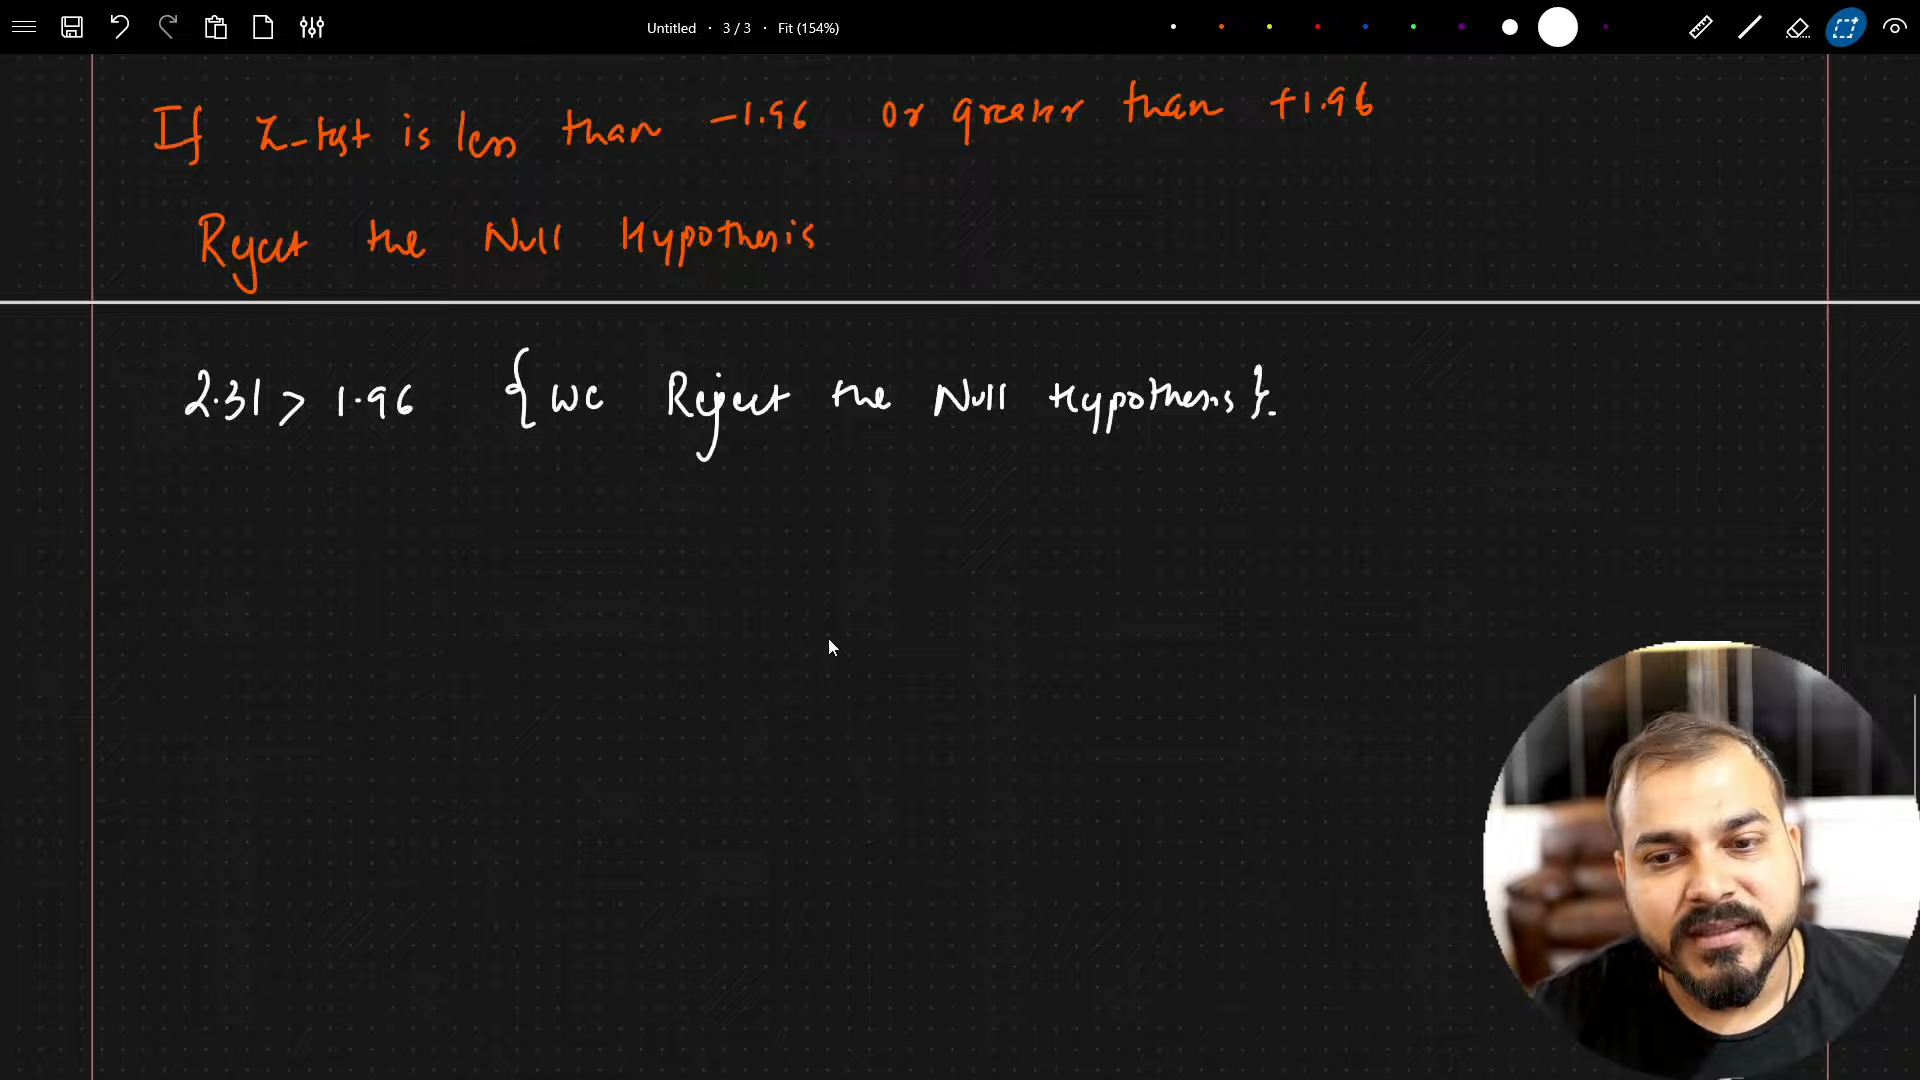 Untitled · 3 / 3 · Fit (154%)
If Z-test is less than -1.96 or greater than +1.96
Reject the Null Hypothesis
2.31 > 1.96 {we Reject the Null Hypothesis}.